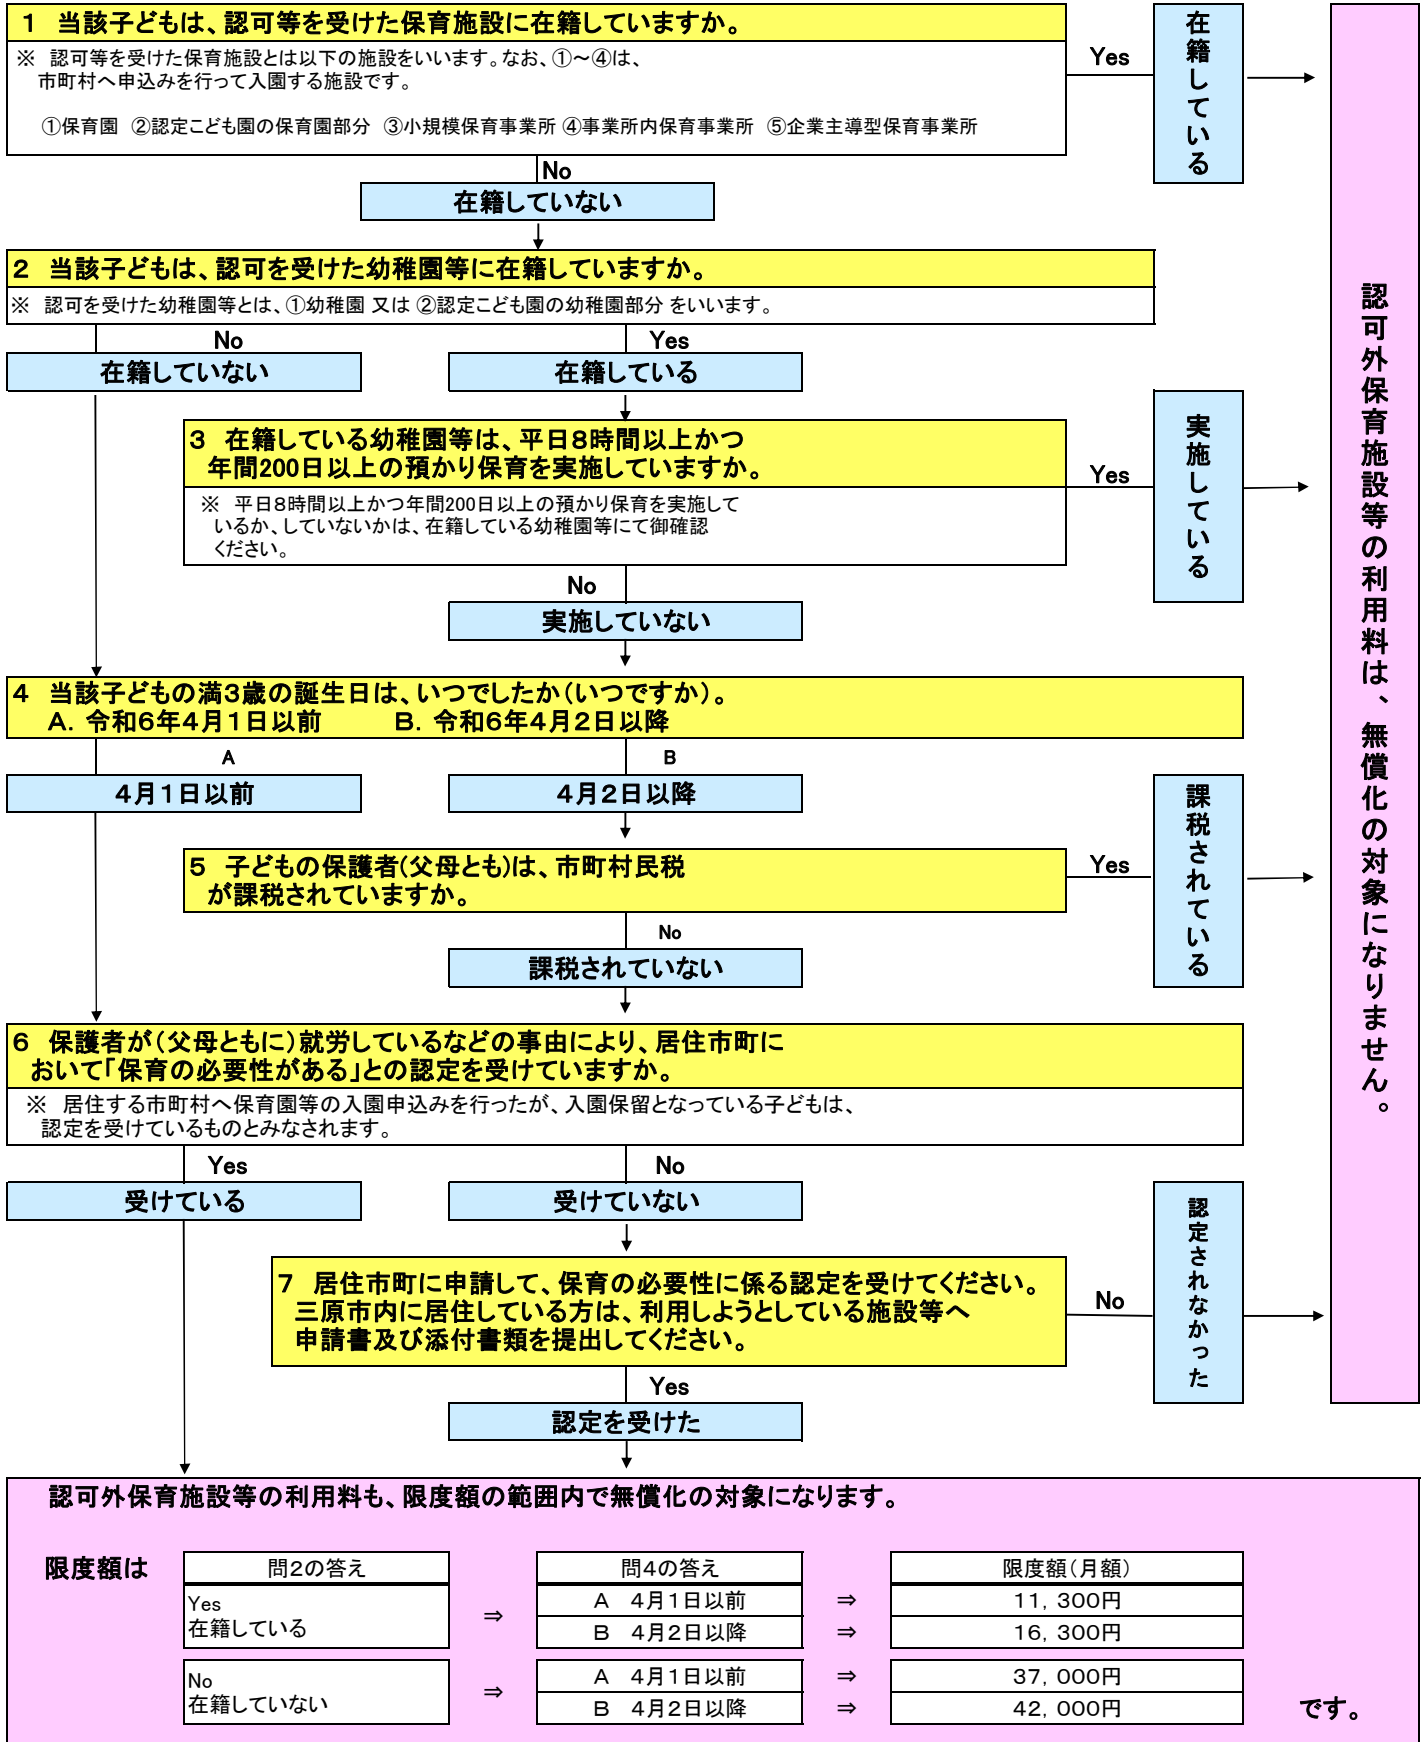 １　当該子どもは、認可等を受けた保育施設に在籍していますか。
※　認可等を受けた保育施設とは以下の施設をいいます。なお、①～④は、
市町村へ申込みを行って入園する施設です。
①保育園　②認定こども園の保育園部分　③小規模保育事業所 ④事業所内保育事業所　⑤企業主導型保育事業所
Yes
在籍している
No
在籍していない
２　当該子どもは、認可を受けた幼稚園等に在籍していますか。
※　認可を受けた幼稚園等とは、①幼稚園 又は ②認定こども園の幼稚園部分 をいいます。
No
Yes
在籍していない
在籍している
３　在籍している幼稚園等は、平日８時間以上かつ
年間200日以上の預かり保育を実施していますか。
※　平日８時間以上かつ年間200日以上の預かり保育を実施して
いるか、していないかは、在籍している幼稚園等にて御確認
ください。
Yes
実施している
No
実施していない
４　当該子どもの満３歳の誕生日は、いつでしたか（いつですか）。
Ａ．令和６年４月１日以前　　　Ｂ．令和６年４月２日以降
A
B
４月１日以前
４月２日以降
５　子どもの保護者(父母とも)は、市町村民税
が課税されていますか。
Yes
課税されている
No
課税されていない
６　保護者が（父母ともに）就労しているなどの事由により、居住市町に
おいて「保育の必要性がある」との認定を受けていますか。
※　居住する市町村へ保育園等の入園申込みを行ったが、入園保留となっている子どもは、
認定を受けているものとみなされます。
Yes
No
受けている
受けていない
７　居住市町に申請して、保育の必要性に係る認定を受けてください。
三原市内に居住している方は、利用しようとしている施設等へ
申請書及び添付書類を提出してください。
No
認定されなかった
Yes
認定を受けた
認可外保育施設等の利用料は、無償化の対象になりません。
認可外保育施設等の利用料も、限度額の範囲内で無償化の対象になります。
限度額は
問２の答え
問４の答え
限度額（月額）
Yes
在籍している
⇒
Ａ　４月１日以前
⇒
１１，３００円
Ｂ　４月２日以降
⇒
１６，３００円
No
在籍していない
⇒
Ａ　４月１日以前
⇒
３７，０００円
Ｂ　４月２日以降
⇒
４２，０００円
です。